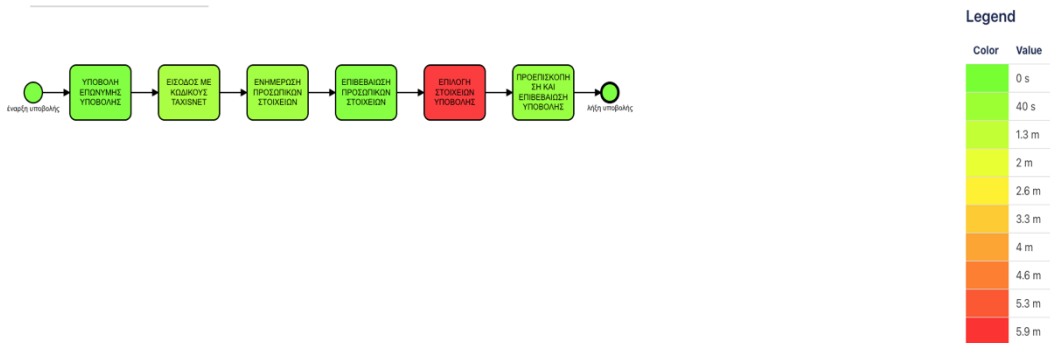 Legend
Color Value
0 s
40 s
1.3 m
2 m
2.6 m
3.3 m
4 m
4.6 m
5.3 m
5.9 m
έναρξη υποβολής
ΥΠΟΒΟΛΗ
ΕΠΩΝΥΜΗΣ
ΥΠΟΒΟΛΗΣ
ΕΙΣΟΔΟΣ ΜΕ
ΚΩΔΙΚΟΥΣ
TAXISNET
ΕΝΗΜΕΡΩΣΗ
ΠΡΟΣΩΠΙΚΩΝ
ΣΤΟΙΧΕΙΩΝ
ΕΠΙΒΕΒΑΙΩΣΗ
ΠΡΟΣΩΠΙΚΩΝ
ΣΤΟΙΧΕΙΩΝ
ΕΠΙΛΟΓΗ
ΣΤΟΙΧΕΙΩΝ
ΥΠΟΒΟΛΗΣ
ΠΡΟΕΠΙΣΚΟΠΗ
ΣΗ ΚΑΙ
ΕΠΙΒΕΒΑΙΩΣΗ
ΥΠΟΒΟΛΗΣ
λήξη υποβολής